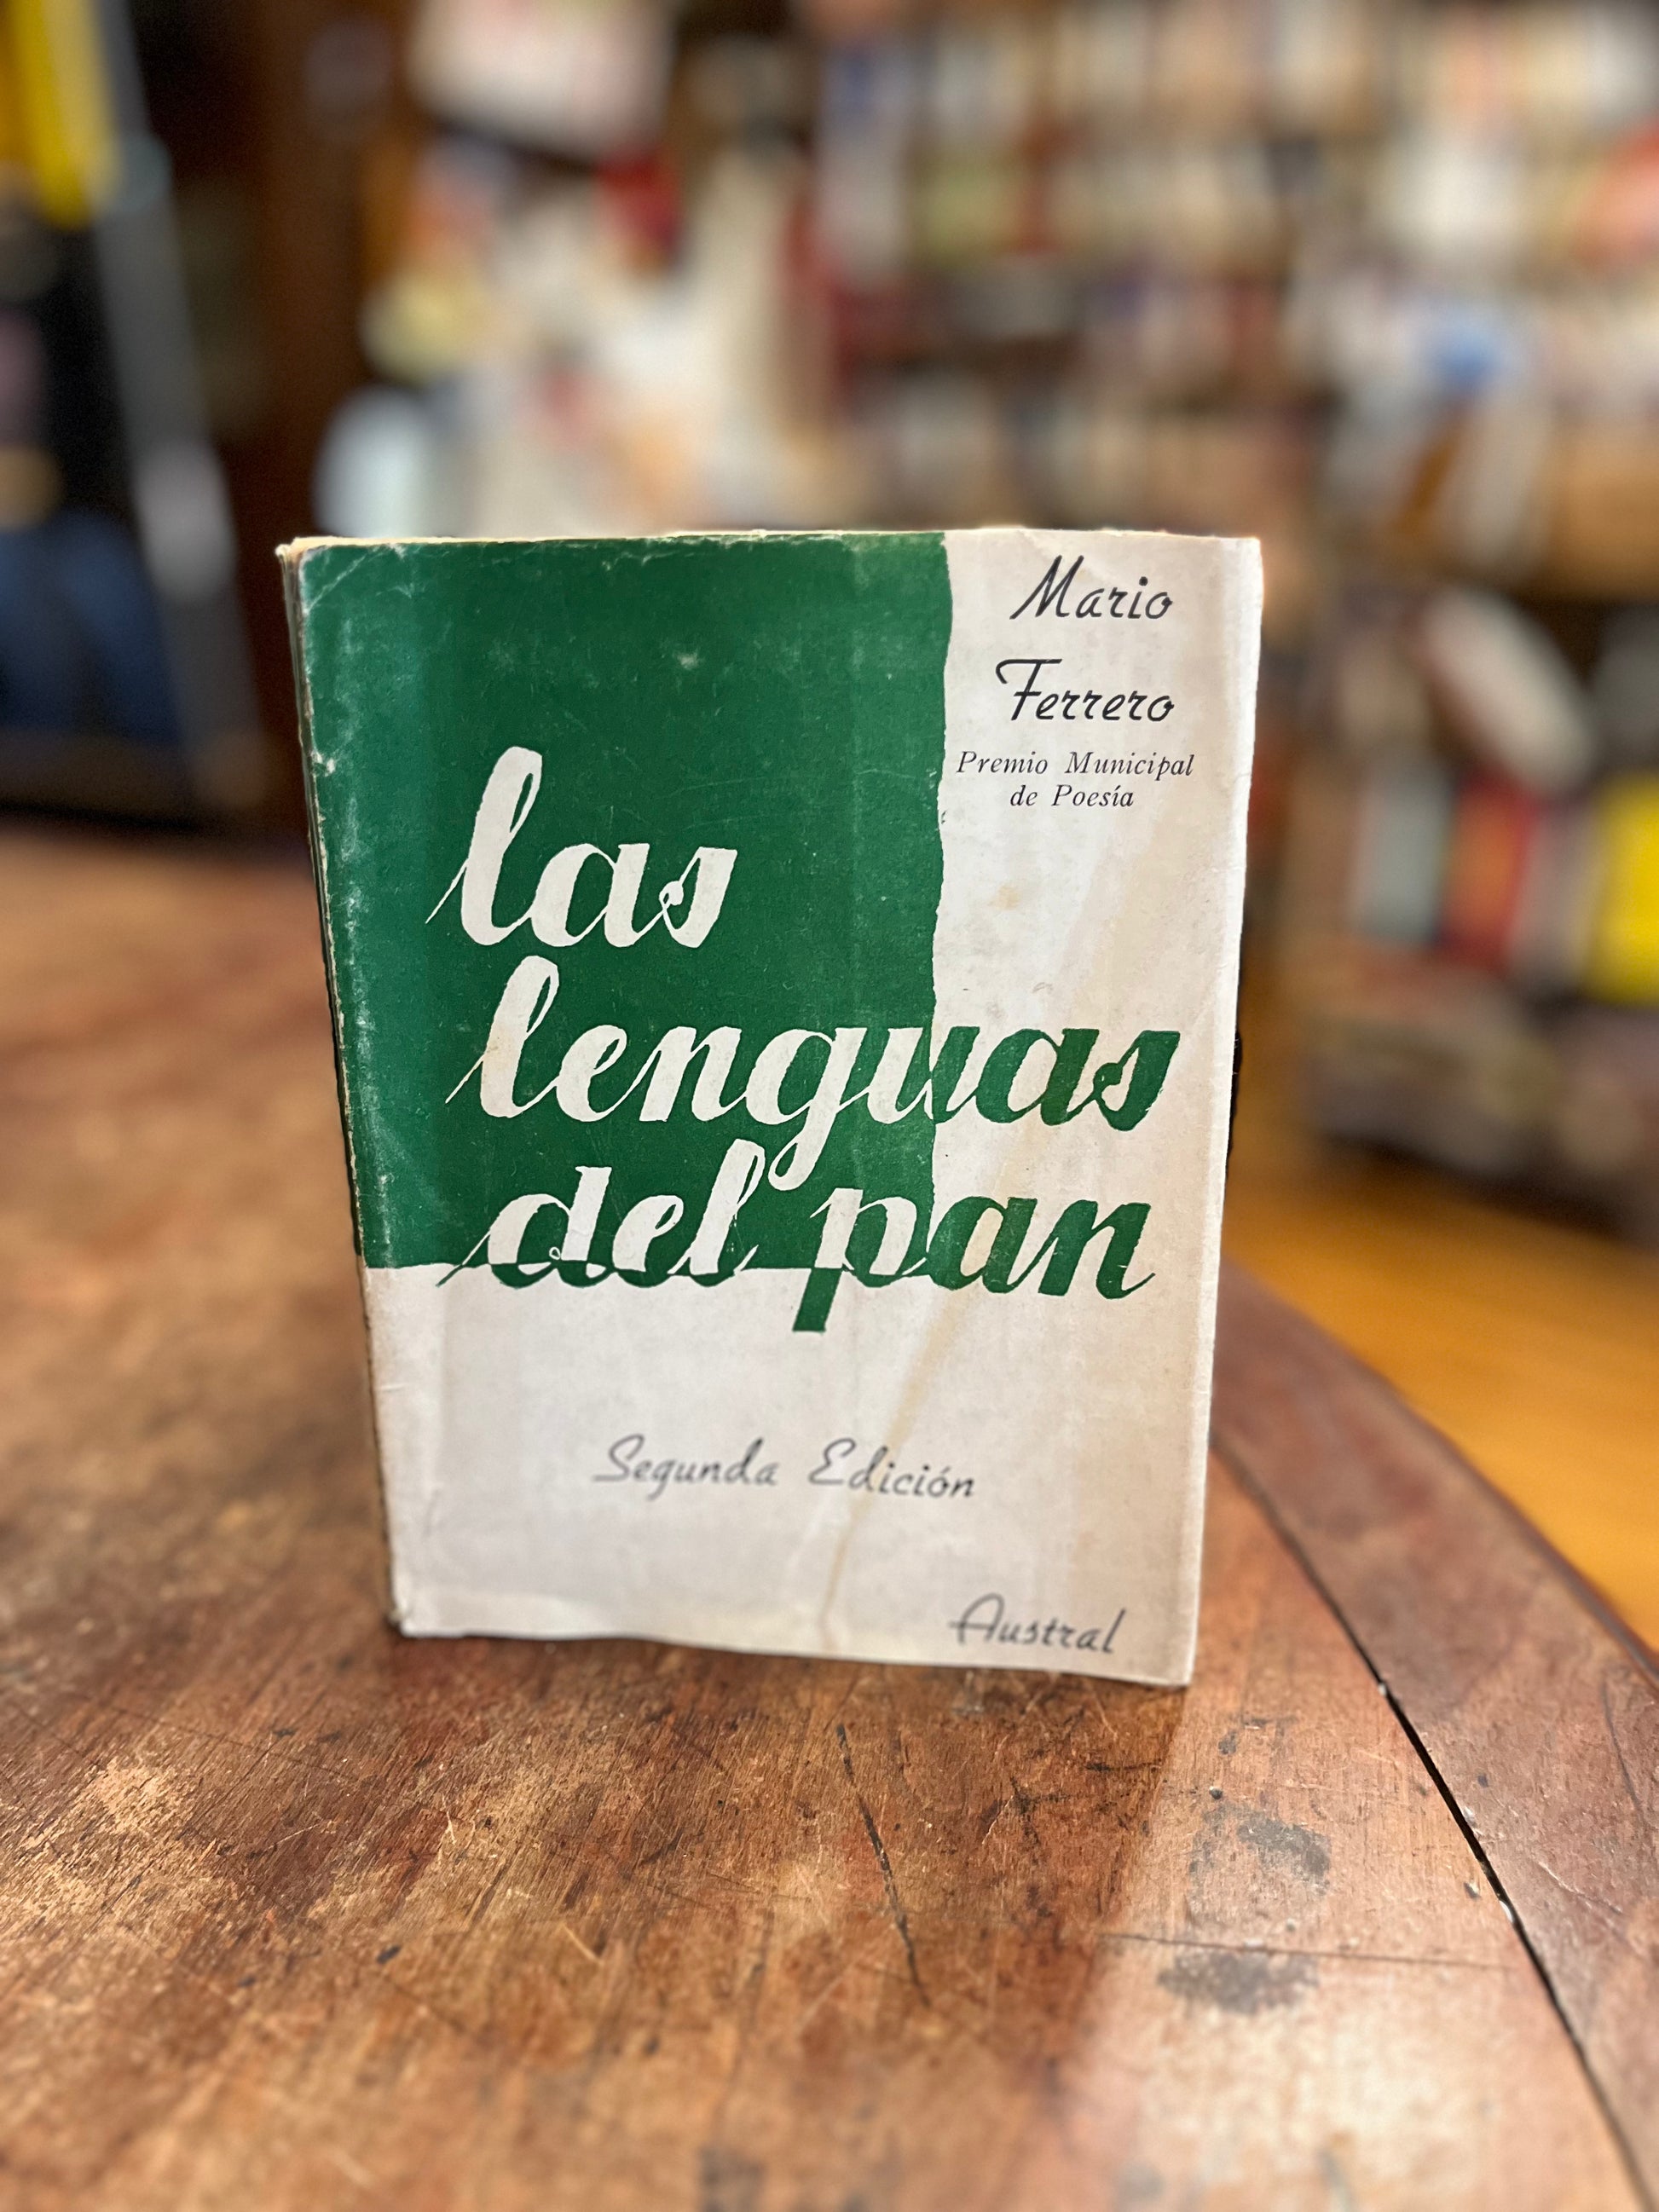 Mario
Ferrero
Premio Municipal
de Poesía
las
lenguas
del pan
Segunda Edición
Austral